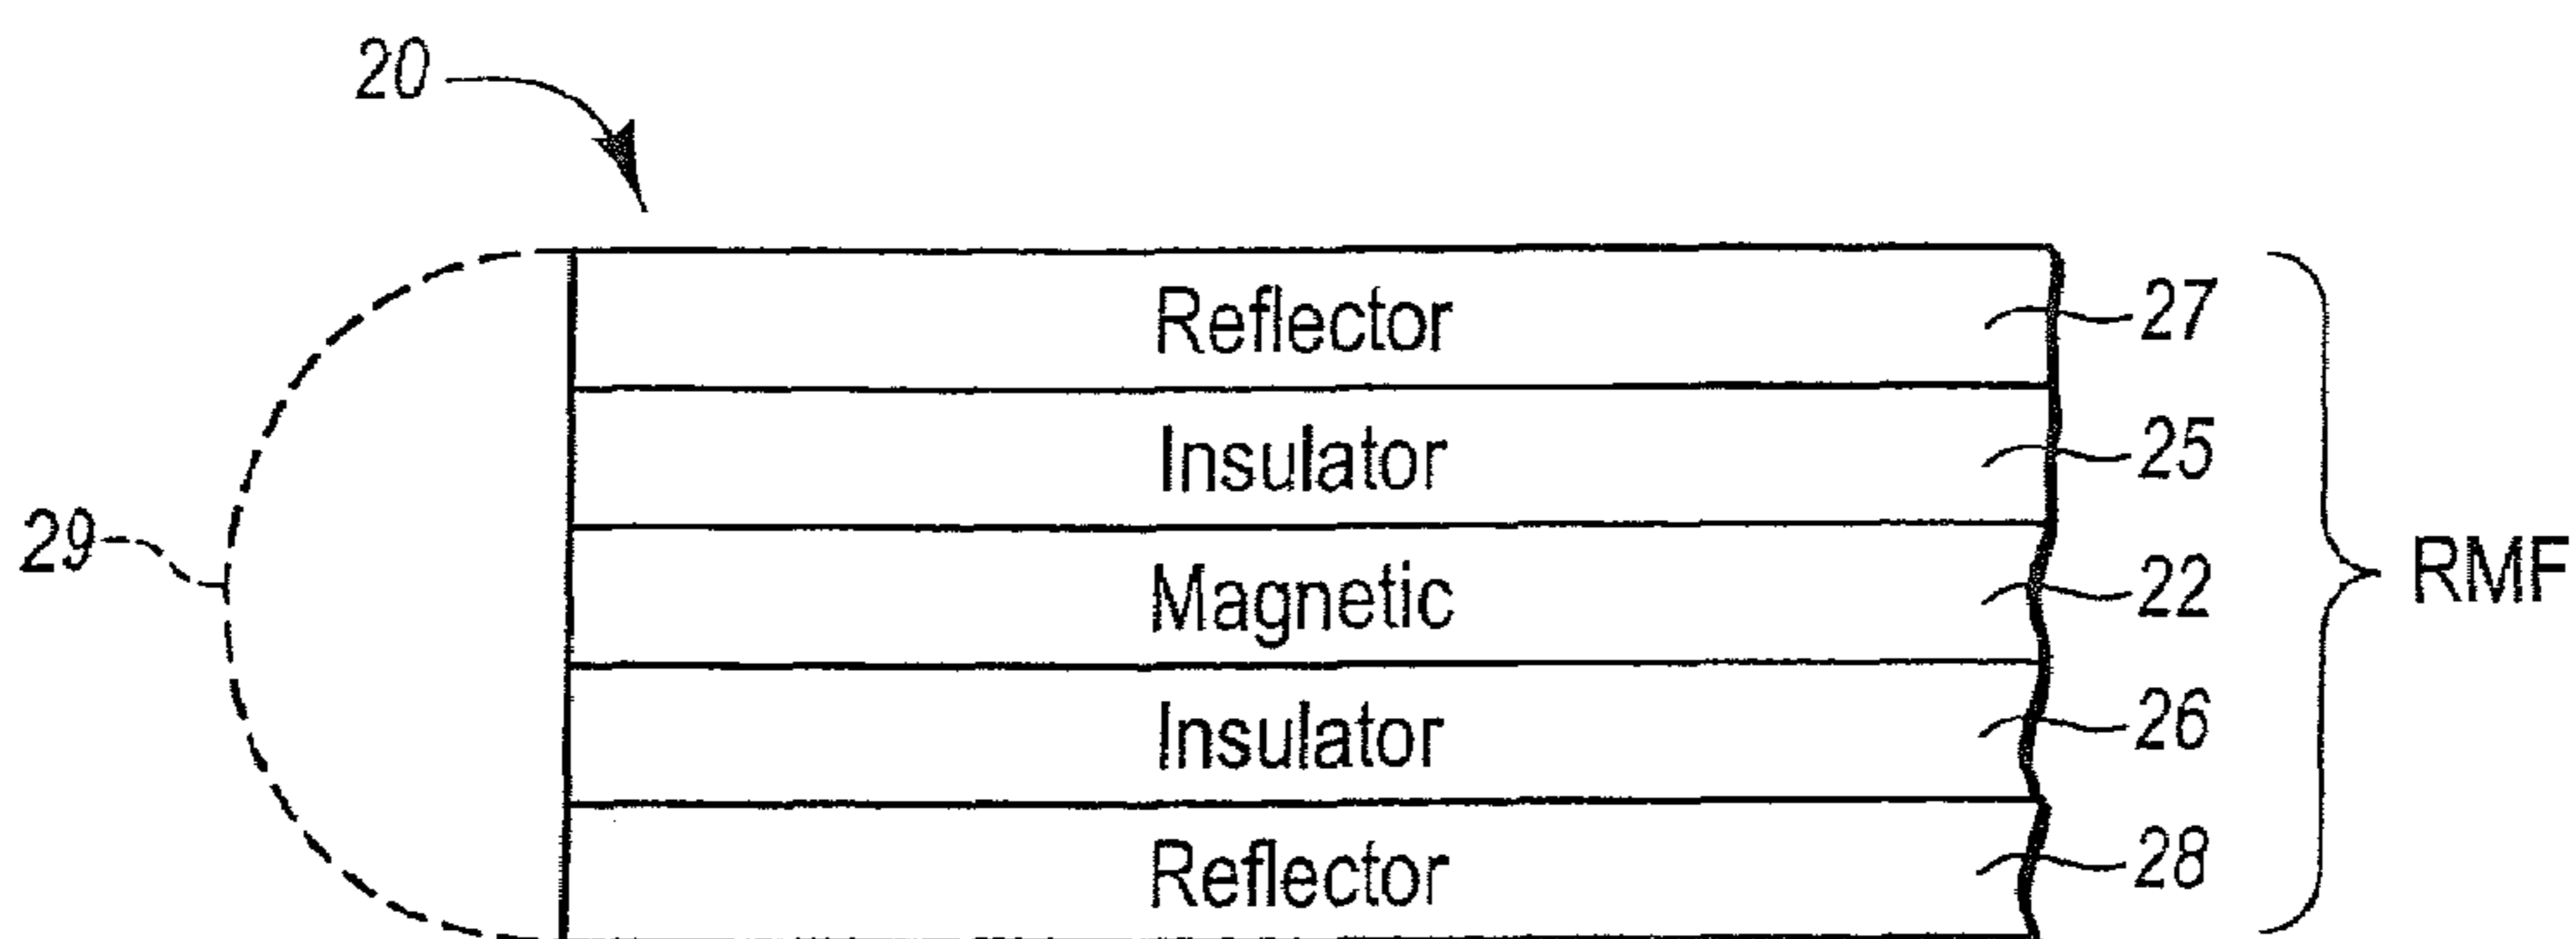 20
Reflector 27
Insulator 25
29 Magnetic 22 RMF
Insulator 26
Reflector 28